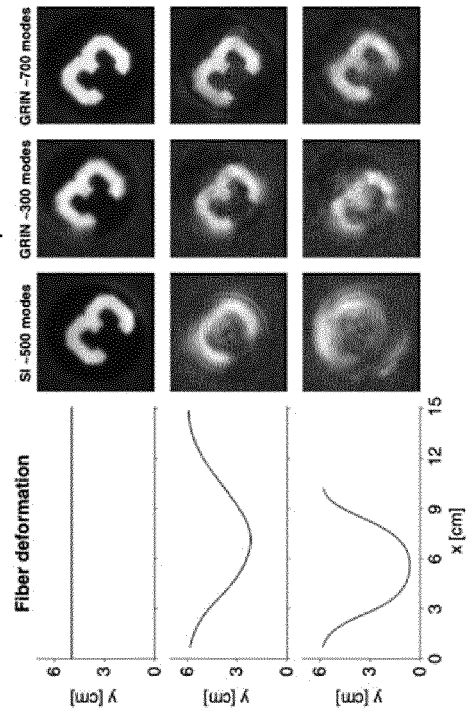 Fiber deformation
SI ~500 modes
GRIN ~300 modes
GRIN ~700 modes
y [cm]
6
3
0
y [cm]
6
3
0
y [cm]
6
3
0
0
3
6
9
12
15
x [cm]